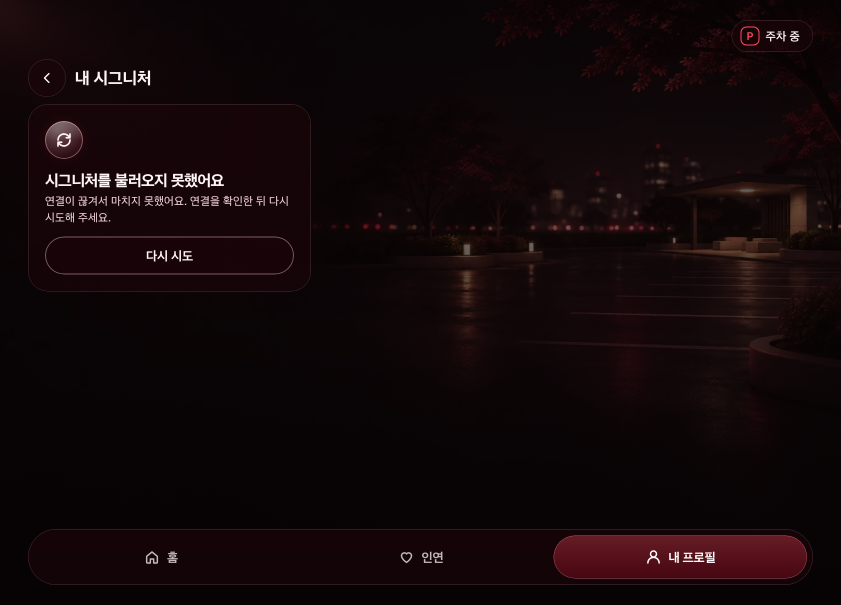 P 주차 중
내 시그니처
시그니처를 불러오지 못했어요
연결이 끊겨서 마치지 못했어요. 연결을 확인한 뒤 다시
시도해 주세요.
다시 시도
홈
인연
내 프로필